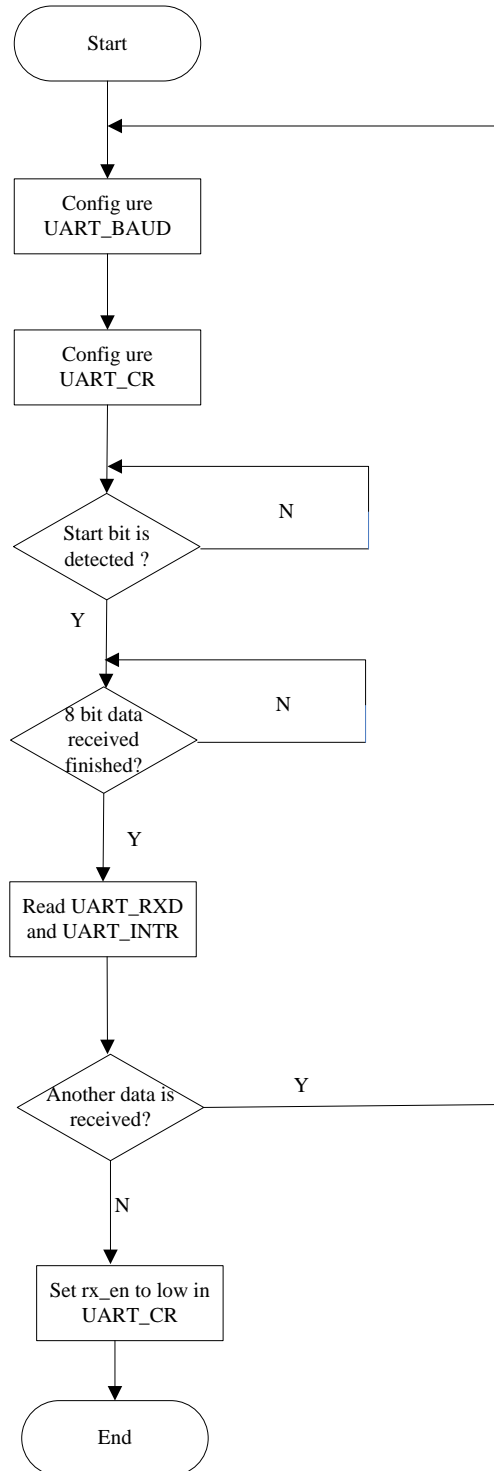 Start
Config ure
UART_BAUD
Config ure
UART_CR
Start bit is
detected ?
N
Y
8 bit data
received
finished?
N
Y
Read UART_RXD
and UART_INTR
Another data is
received?
Y
N
Set rx_en to low in
UART_CR
End